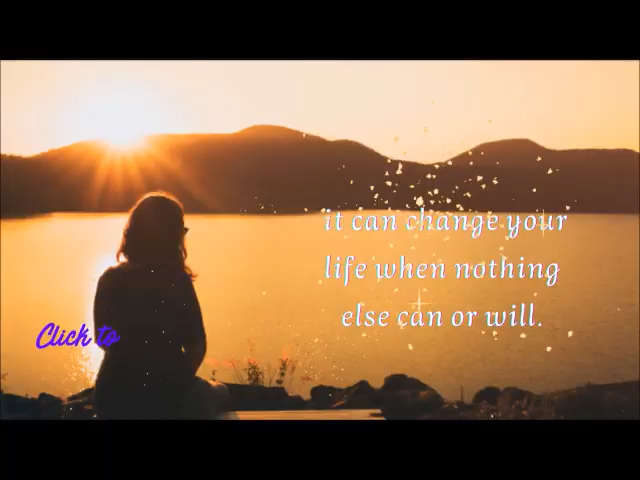 it can change your
life when nothing
else can or will.
Click to